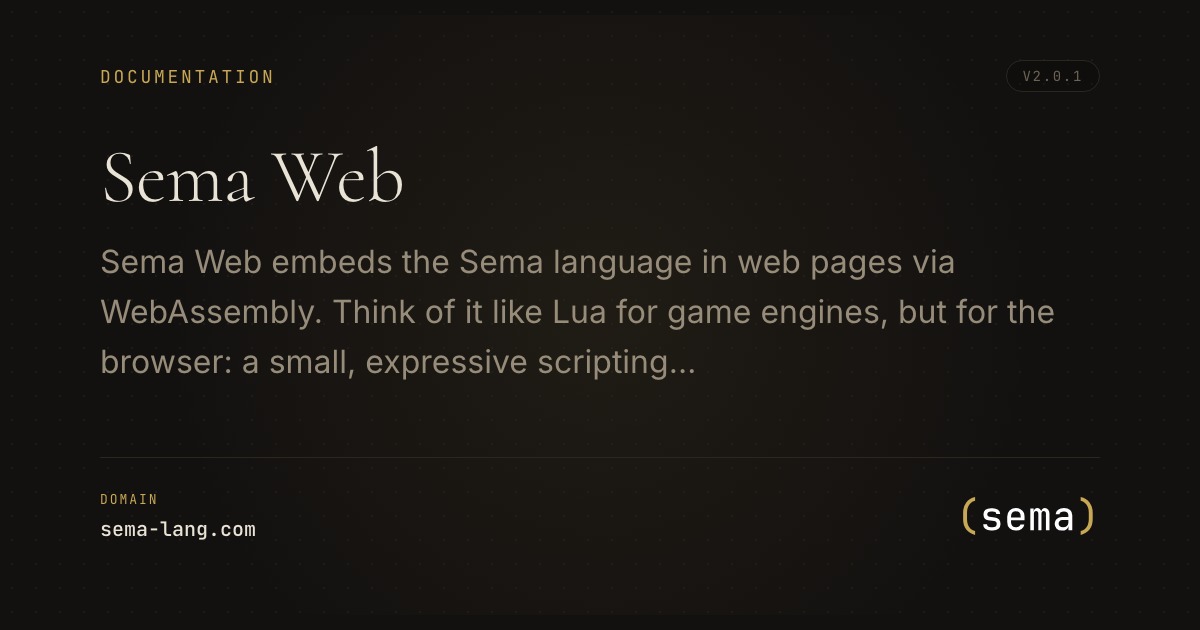 DOCUMENTATION
V2.0.1
Sema Web
Sema Web embeds the Sema language in web pages via
WebAssembly. Think of it like Lua for game engines, but for the
browser: a small, expressive scripting...
DOMAIN
sema-lang.com
(sema)